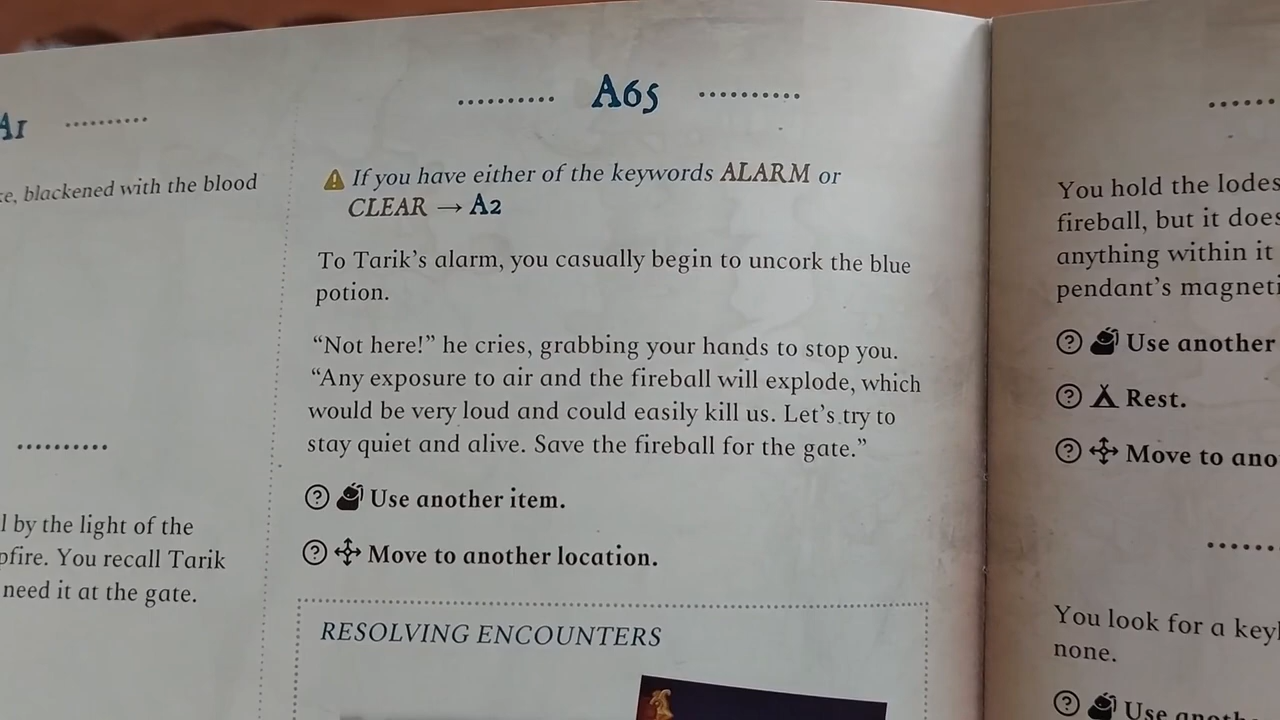 A1
blackened with the blood
by the light of the
You recall Tarik
need it at the gate.
A65
If you have either of the keywords ALARM or
CLEAR → A2
To Tarik's alarm, you casually begin to uncork the blue
potion.
“Not here!” he cries, grabbing your hands to stop you.
“Any exposure to air and the fireball will explode, which
would be very loud and could easily kill us. Let's try to
stay quiet and alive. Save the fireball for the gate.”
Use another item.
Move to another location.
RESOLVING ENCOUNTERS
You hold the
fireball, but it does
anything within it
pendant's
Use another
Rest.
Move to
You look for a
none.
Use